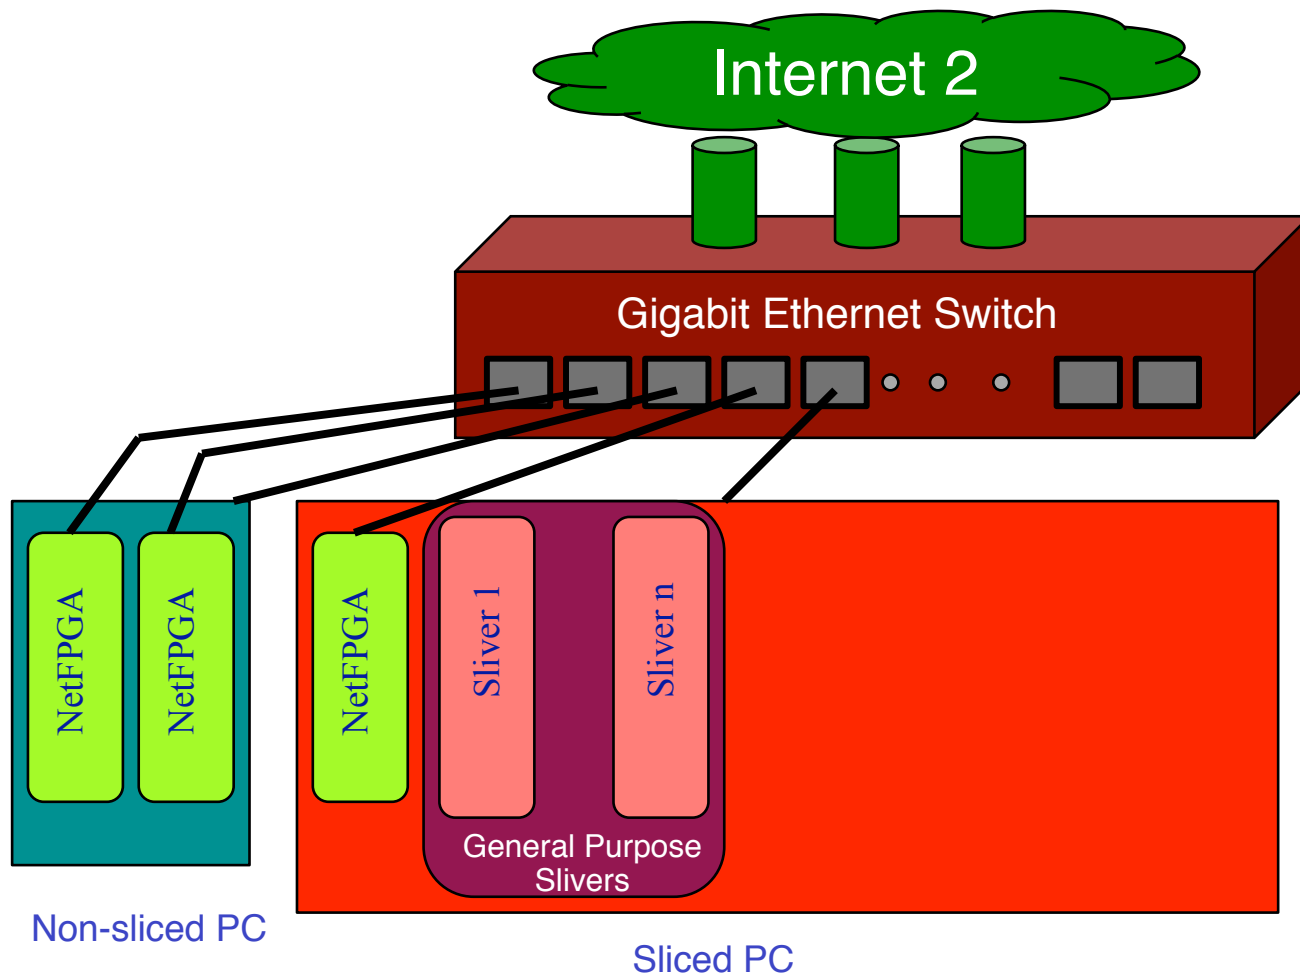 Internet 2
Gigabit Ethernet Switch
NetFPGA
NetFPGA
NetFPGA
Sliver 1
Sliver n
General Purpose
Slivers
Non-sliced PC
Sliced PC